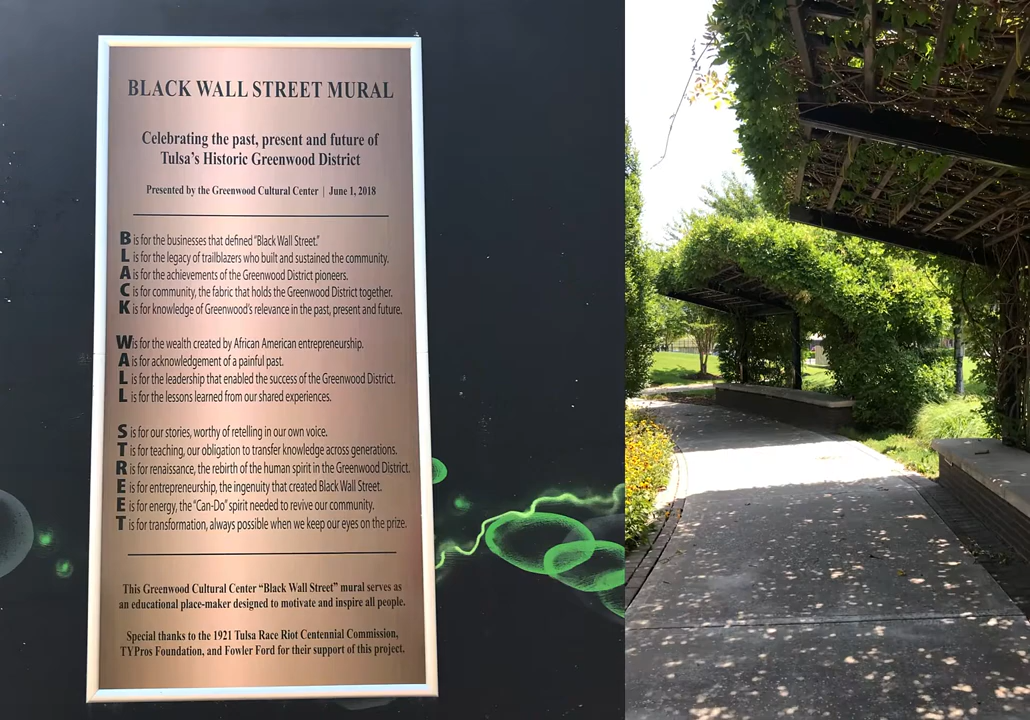 BLACK WALL STREET MURAL
Celebrating the past, present and future of
Tulsa's Historic Greenwood District
Presented by the Greenwood Cultural Center | June 1, 2018
B is for the businesses that defined "Black Wall Street."
L is for the legacy of trailblazers who built and sustained the community.
A is for the achievements of the Greenwood District pioneers.
C is for community, the fabric that holds the Greenwood District together.
K is for knowledge of Greenwood's relevance in the past, present and future.
W is for the wealth created by African American entrepreneurship.
A is for acknowledgement of a painful past.
L is for the leadership that enabled the success of the Greenwood District.
L is for the lessons learned from our shared experiences.
S is for our stories, worthy of retelling in our own voice.
T is for teaching, our obligation to transfer knowledge across generations.
R is for renaissance, the rebirth of the human spirit in the Greenwood District.
E is for entrepreneurship, the ingenuity that created Black Wall Street.
E is for energy, the "Can-Do" spirit needed to revive our community.
T is for transformation, always possible when we keep our eyes on the prize.
This Greenwood Cultural Center "Black Wall Street" mural serves as
an educational place-maker designed to motivate and inspire all people.
Special thanks to the 1921 Tulsa Race Riot Centennial Commission,
TYPros Foundation, and Fowler Ford for their support of this project.